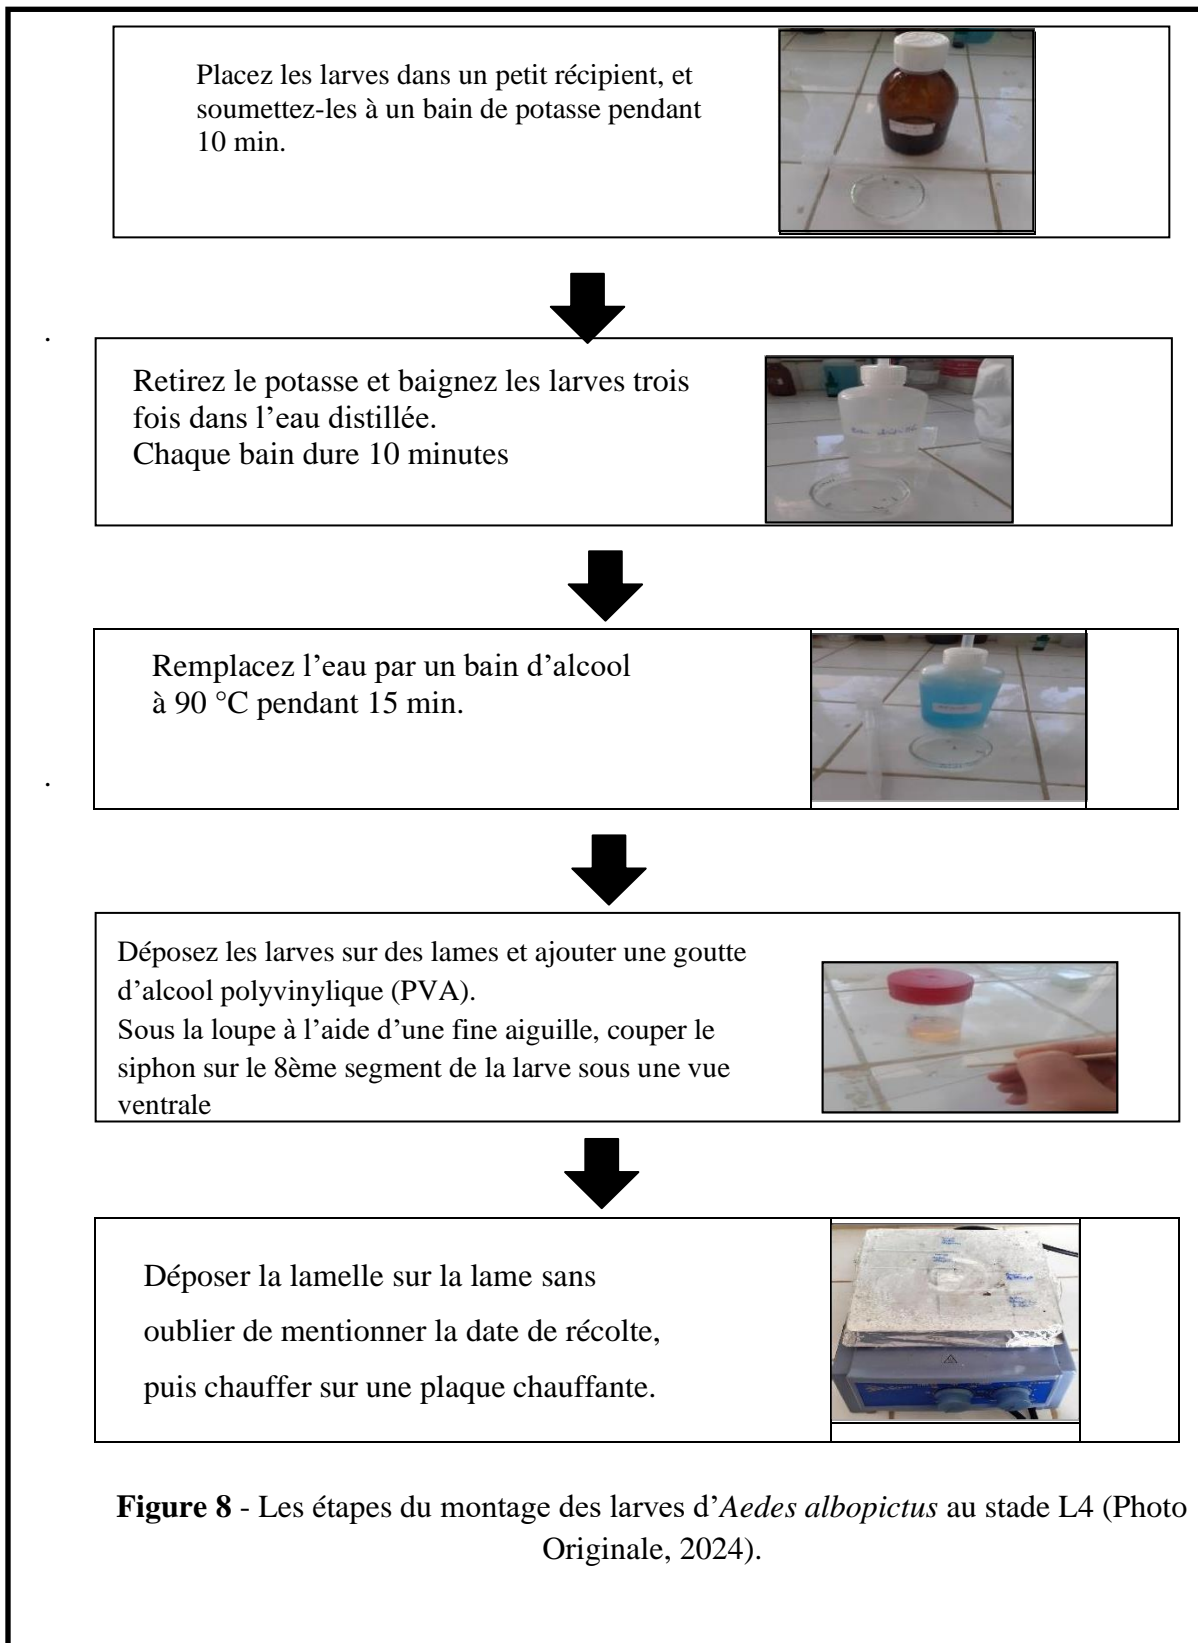 Placez les larves dans un petit récipient, et
soumettez-les à un bain de potasse pendant
10 min.
.
Retirez le potasse et baignez les larves trois
fois dans l’eau distillée.
Chaque bain dure 10 minutes
Remplacez l’eau par un bain d’alcool
à 90 °C pendant 15 min.
.
Déposez les larves sur des lames et ajouter une goutte
d’alcool polyvinylique (PVA).
Sous la loupe à l’aide d’une fine aiguille, couper le
siphon sur le 8ème segment de la larve sous une vue
ventrale
Déposer la lamelle sur la lame sans
oublier de mentionner la date de récolte,
puis chauffer sur une plaque chauffante.
Figure 8 - Les étapes du montage des larves d’Aedes albopictus au stade L4 (Photo
Originale, 2024).